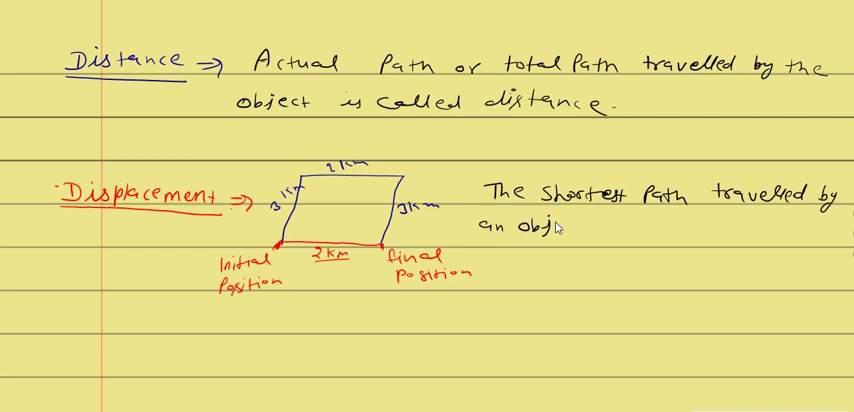 Distance → Actual Path or total Path travelled by the
object is called distance.
2 Km
Displacement ⇒
3 Km
3 Km
The Shortest Path travelled by
an obj
Initial Position
2 Km
final Position